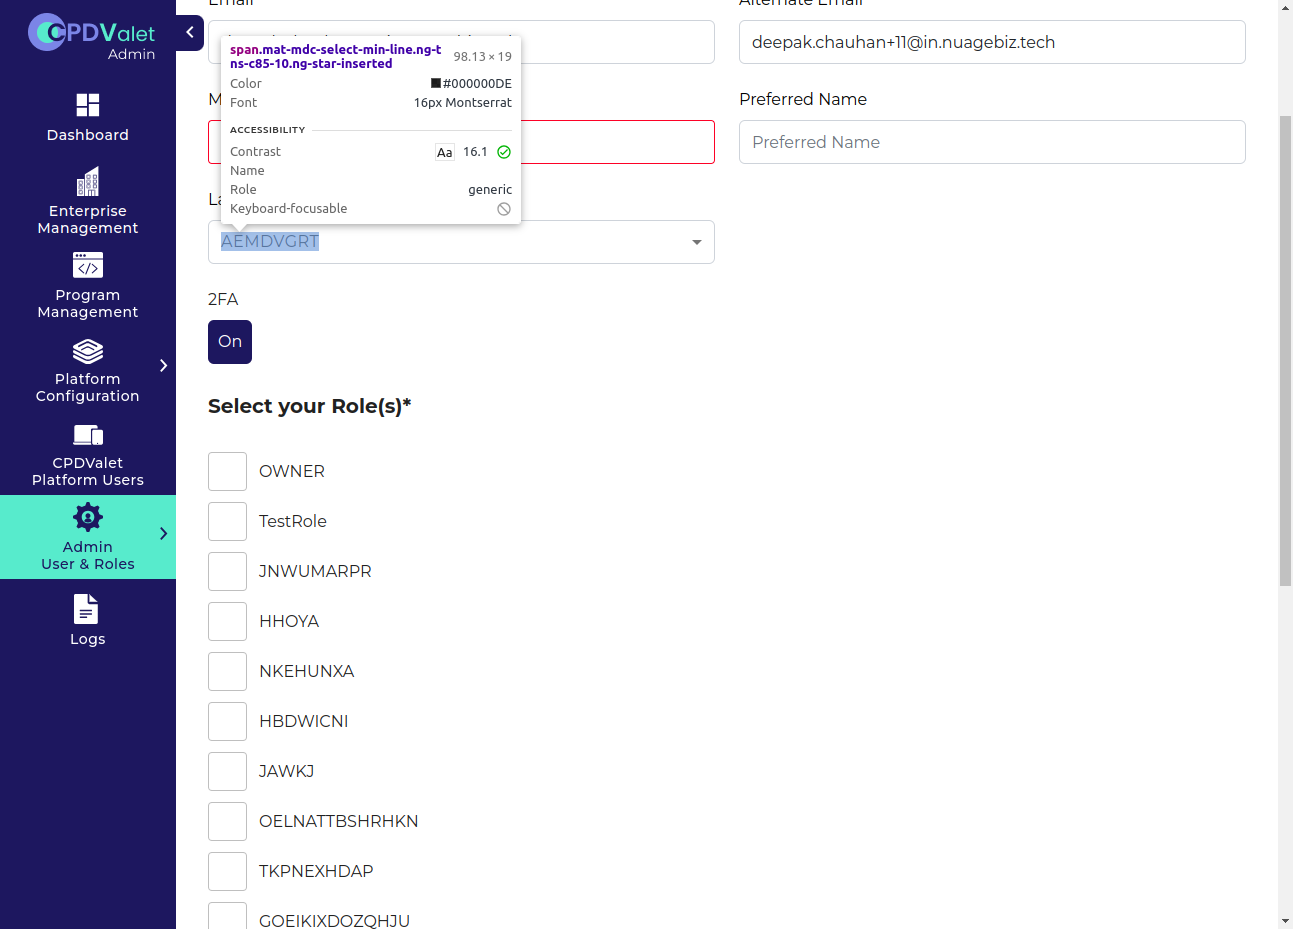 CPDValet
Admin
Dashboard
Enterprise
Management
Program
Management
Platform
Configuration
CPDValet
Platform Users
Admin
User & Roles
Logs
Email
Alternate Email
deepak.chauhan+11@in.nuagebiz.tech
span.mat-mdc-select-min-line.ng-t
ns-c85-10.ng-star-inserted
98.13 × 19
Color
#000000DE
Font
16px Montserrat
ACCESSIBILITY
Contrast
Aa 16.1
Name
Role
generic
Keyboard-focusable
Preferred Name
Preferred Name
AEMDVGRT
2FA
On
Select your Role(s)*
OWNER
TestRole
JNWUMARPR
HHOYA
NKEHUNXA
HBDWICNI
JAWKJ
OELNATTBSHRHKN
TKPNEXHDAP
GOEIKIXDOZQHJU